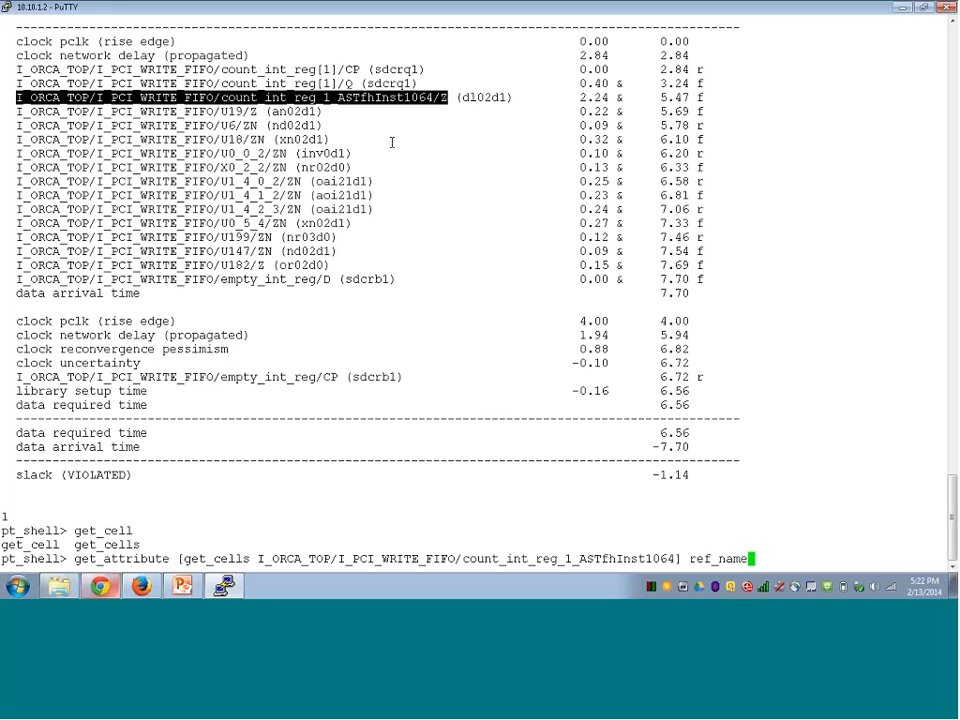 10.10.1.2 - PuTTY
clock pclk (rise edge) 0.00 0.00
clock network delay (propagated) 2.84 2.84
I_ORCA_TOP/I_PCI_WRITE_FIFO/count_int_reg[1]/CP (sdcrq1) 0.00 2.84 r
I_ORCA_TOP/I_PCI_WRITE_FIFO/count_int_reg[1]/Q (sdcrq1) 0.40 & 3.24 f
I_ORCA_TOP/I_PCI_WRITE_FIFO/count_int_reg_1_ASTfhInst1064/Z (dl02d1) 2.24 & 5.47 f
I_ORCA_TOP/I_PCI_WRITE_FIFO/U19/Z (an02d1) 0.22 & 5.69 f
I_ORCA_TOP/I_PCI_WRITE_FIFO/U6/ZN (nd02d1) 0.09 & 5.78 r
I_ORCA_TOP/I_PCI_WRITE_FIFO/U18/ZN (xn02d1) 0.32 & 6.10 f
I_ORCA_TOP/I_PCI_WRITE_FIFO/U0_0_2/ZN (inv0d1) 0.10 & 6.20 r
I_ORCA_TOP/I_PCI_WRITE_FIFO/X0_2_2/ZN (nr02d0) 0.13 & 6.33 f
I_ORCA_TOP/I_PCI_WRITE_FIFO/U1_4_0_2/ZN (oai21d1) 0.25 & 6.58 r
I_ORCA_TOP/I_PCI_WRITE_FIFO/U1_4_1_2/ZN (aoi21d1) 0.23 & 6.81 f
I_ORCA_TOP/I_PCI_WRITE_FIFO/U1_4_2_3/ZN (oai21d1) 0.24 & 7.06 r
I_ORCA_TOP/I_PCI_WRITE_FIFO/U0_5_4/ZN (xn02d1) 0.27 & 7.33 f
I_ORCA_TOP/I_PCI_WRITE_FIFO/U199/ZN (nr03d0) 0.12 & 7.46 r
I_ORCA_TOP/I_PCI_WRITE_FIFO/U147/ZN (nd02d1) 0.09 & 7.54 f
I_ORCA_TOP/I_PCI_WRITE_FIFO/U182/Z (or02d0) 0.15 & 7.69 f
I_ORCA_TOP/I_PCI_WRITE_FIFO/empty_int_reg/D (sdcrb1) 0.00 & 7.70 f
data arrival time 7.70
clock pclk (rise edge) 4.00 4.00
clock network delay (propagated) 1.94 5.94
clock reconvergence pessimism 0.88 6.82
clock uncertainty -0.10 6.72
I_ORCA_TOP/I_PCI_WRITE_FIFO/empty_int_reg/CP (sdcrb1) 6.72 r
library setup time -0.16 6.56
data required time 6.56
data required time 6.56
data arrival time -7.70
slack (VIOLATED) -1.14
1
pt_shell> get_cell
get_cell get_cells
pt_shell> get_attribute [get_cells I_ORCA_TOP/I_PCI_WRITE_FIFO/count_int_reg_1_ASTfhInst1064] ref_name
5:22 PM
2/13/2014